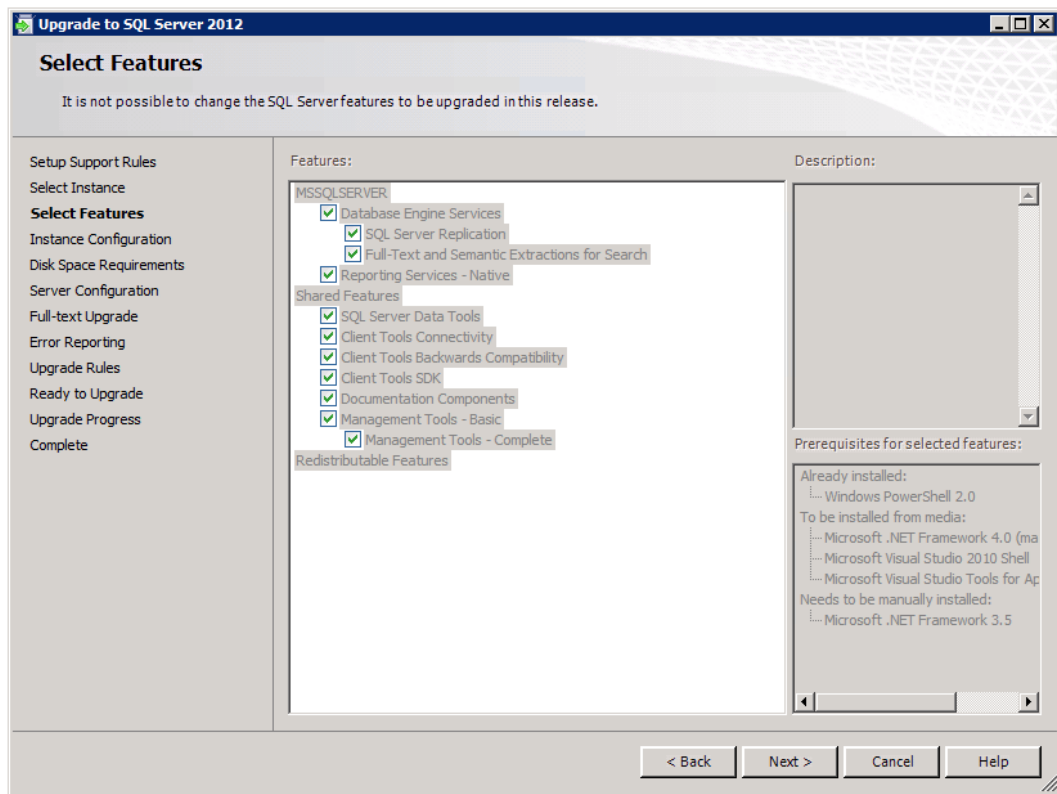 Upgrade to SQL Server 2012
Select Features
It is not possible to change the SQL Server features to be upgraded in this release.
Setup Support Rules
Select Instance
Select Features
Instance Configuration
Disk Space Requirements
Server Configuration
Full-text Upgrade
Error Reporting
Upgrade Rules
Ready to Upgrade
Upgrade Progress
Complete
Features:
MSSQLSERVER
Database Engine Services
SQL Server Replication
Full-Text and Semantic Extractions for Search
Reporting Services - Native
Shared Features
SQL Server Data Tools
Client Tools Connectivity
Client Tools Backwards Compatibility
Client Tools SDK
Documentation Components
Management Tools - Basic
Management Tools - Complete
Redistributable Features
Description:
Prerequisites for selected features:
Already installed:
Windows PowerShell 2.0
To be installed from media:
Microsoft .NET Framework 4.0 (ma
Microsoft Visual Studio 2010 Shell
Microsoft Visual Studio Tools for Ap
Needs to be manually installed:
Microsoft .NET Framework 3.5
< Back
Next >
Cancel
Help